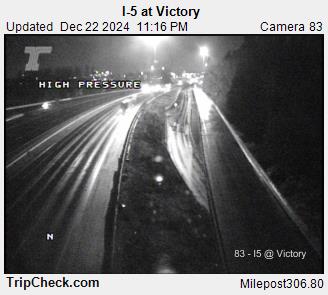 I-5 at Victory
Updated Dec 22 2024 11:16 PM Camera 83
HIGH PRESSURE
N
83 - I5 @ Victory
TripCheck.com Milepost306.80